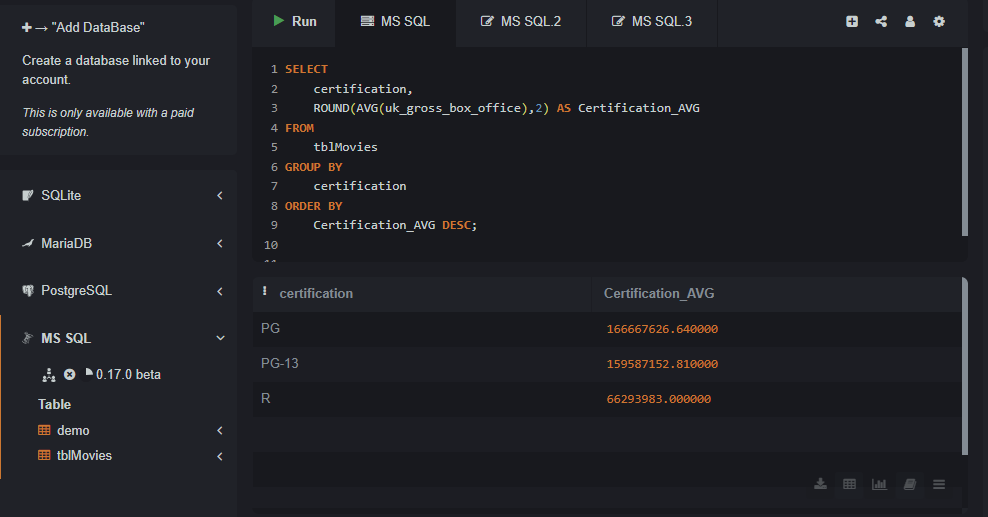 + → "Add DataBase"
Create a database linked to your
account.
This is only available with a paid
subscription.
SQLite
MariaDB
PostgreSQL
MS SQL
0.17.0 beta
Table
demo
tblMovies
Run
MS SQL
MS SQL.2
MS SQL.3
1 SELECT
2 certification,
3 ROUND(AVG(uk_gross_box_office),2) AS Certification_AVG
4 FROM
5 tblMovies
6 GROUP BY
7 certification
8 ORDER BY
9 Certification_AVG DESC;
10
11
certification Certification_AVG
PG 166667626.640000
PG-13 159587152.810000
R 66293983.000000